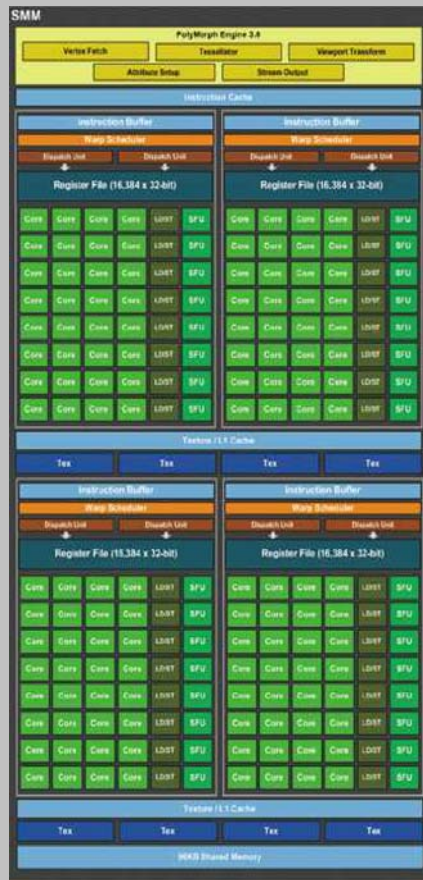 SMM
PolyMorph Engine 3.0
Vertex Fetch Tessellator Viewport Transform
Attribute Setup Stream Output
Instruction Cache
Instruction Buffer Instruction Buffer
Warp Scheduler Warp Scheduler
Dispatch Unit Dispatch Unit Dispatch Unit Dispatch Unit
Register File (16,384 x 32-bit) Register File (16,384 x 32-bit)
Core Core Core Core LD/ST SFU Core Core Core Core LD/ST SFU
Core Core Core Core LD/ST SFU Core Core Core Core LD/ST SFU
Core Core Core Core LD/ST SFU Core Core Core Core LD/ST SFU
Core Core Core Core LD/ST SFU Core Core Core Core LD/ST SFU
Core Core Core Core LD/ST SFU Core Core Core Core LD/ST SFU
Core Core Core Core LD/ST SFU Core Core Core Core LD/ST SFU
Core Core Core Core LD/ST SFU Core Core Core Core LD/ST SFU
Core Core Core Core LD/ST SFU Core Core Core Core LD/ST SFU
Texture / L1 Cache
Tex Tex Tex Tex
Instruction Buffer Instruction Buffer
Warp Scheduler Warp Scheduler
Dispatch Unit Dispatch Unit Dispatch Unit Dispatch Unit
Register File (16,384 x 32-bit) Register File (16,384 x 32-bit)
Core Core Core Core LD/ST SFU Core Core Core Core LD/ST SFU
Core Core Core Core LD/ST SFU Core Core Core Core LD/ST SFU
Core Core Core Core LD/ST SFU Core Core Core Core LD/ST SFU
Core Core Core Core LD/ST SFU Core Core Core Core LD/ST SFU
Core Core Core Core LD/ST SFU Core Core Core Core LD/ST SFU
Core Core Core Core LD/ST SFU Core Core Core Core LD/ST SFU
Core Core Core Core LD/ST SFU Core Core Core Core LD/ST SFU
Core Core Core Core LD/ST SFU Core Core Core Core LD/ST SFU
Texture / L1 Cache
Tex Tex Tex Tex
96KB Shared Memory